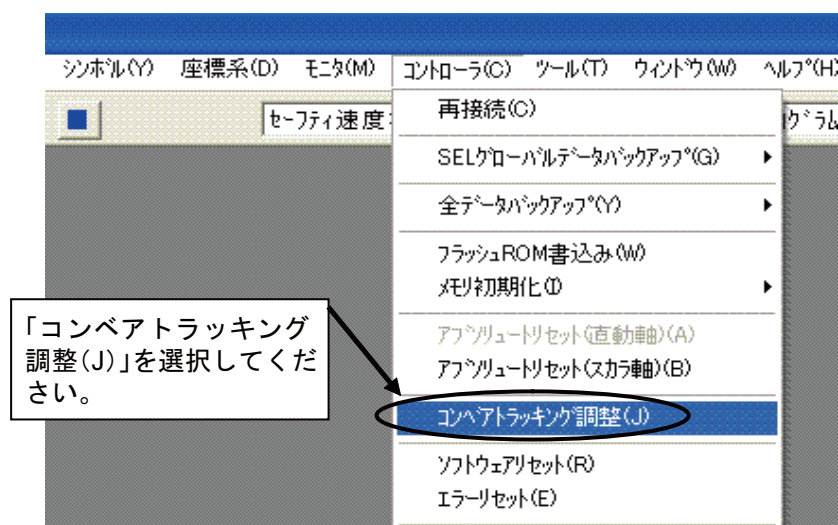 シンボル(Y) 座標系(D) モニタ(M) コントローラ(C) ツール(T) ウィンドウ(W) ヘルプ(H)
セーフティ速度:
グラム
再接続(C)
SELグローバルデータバックアップ(G)
全データバックアップ(Y)
フラッシュROM書込み(W)
メモリ初期化(I)
アブソリュートリセット(直動軸)(A)
アブソリュートリセット(スカラ軸)(B)
コンベアトラッキング調整(J)
ソフトウェアリセット(R)
エラーリセット(E)
「コンベアトラッキング
調整(J)」を選択してくだ
さい。